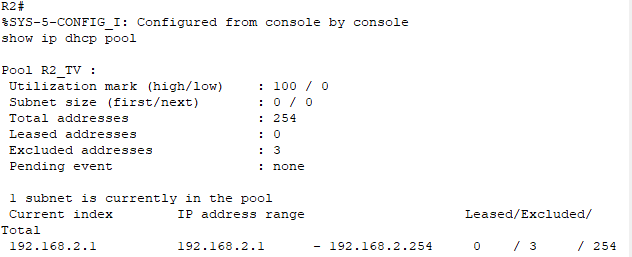 R2#
%SYS-5-CONFIG_I: Configured from console by console
show ip dhcp pool
Pool R2_TV :
Utilization mark (high/low) : 100 / 0
Subnet size (first/next) : 0 / 0
Total addresses : 254
Leased addresses : 0
Excluded addresses : 3
Pending event : none
1 subnet is currently in the pool
Current index IP address range Leased/Excluded/
Total
192.168.2.1 192.168.2.1 - 192.168.2.254 0 / 3 / 254